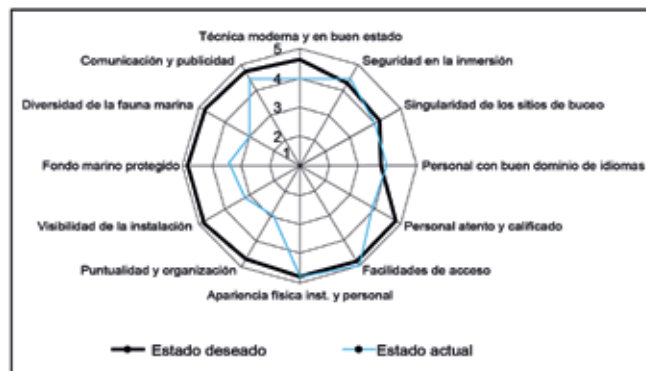 Técnica moderna y en buen estado
Comunicación y publicidad
5
Seguridad en la inmersión
4
Diversidad de la fauna marina
3
Singularidad de los sitios de buceo
2
1
Fondo marino protegido
Personal con buen dominio de idiomas
Visibilidad de la instalación
Personal atento y calificado
Puntualidad y organización
Facilidades de acceso
Apariencia física inst. y personal
Estado deseado
Estado actual